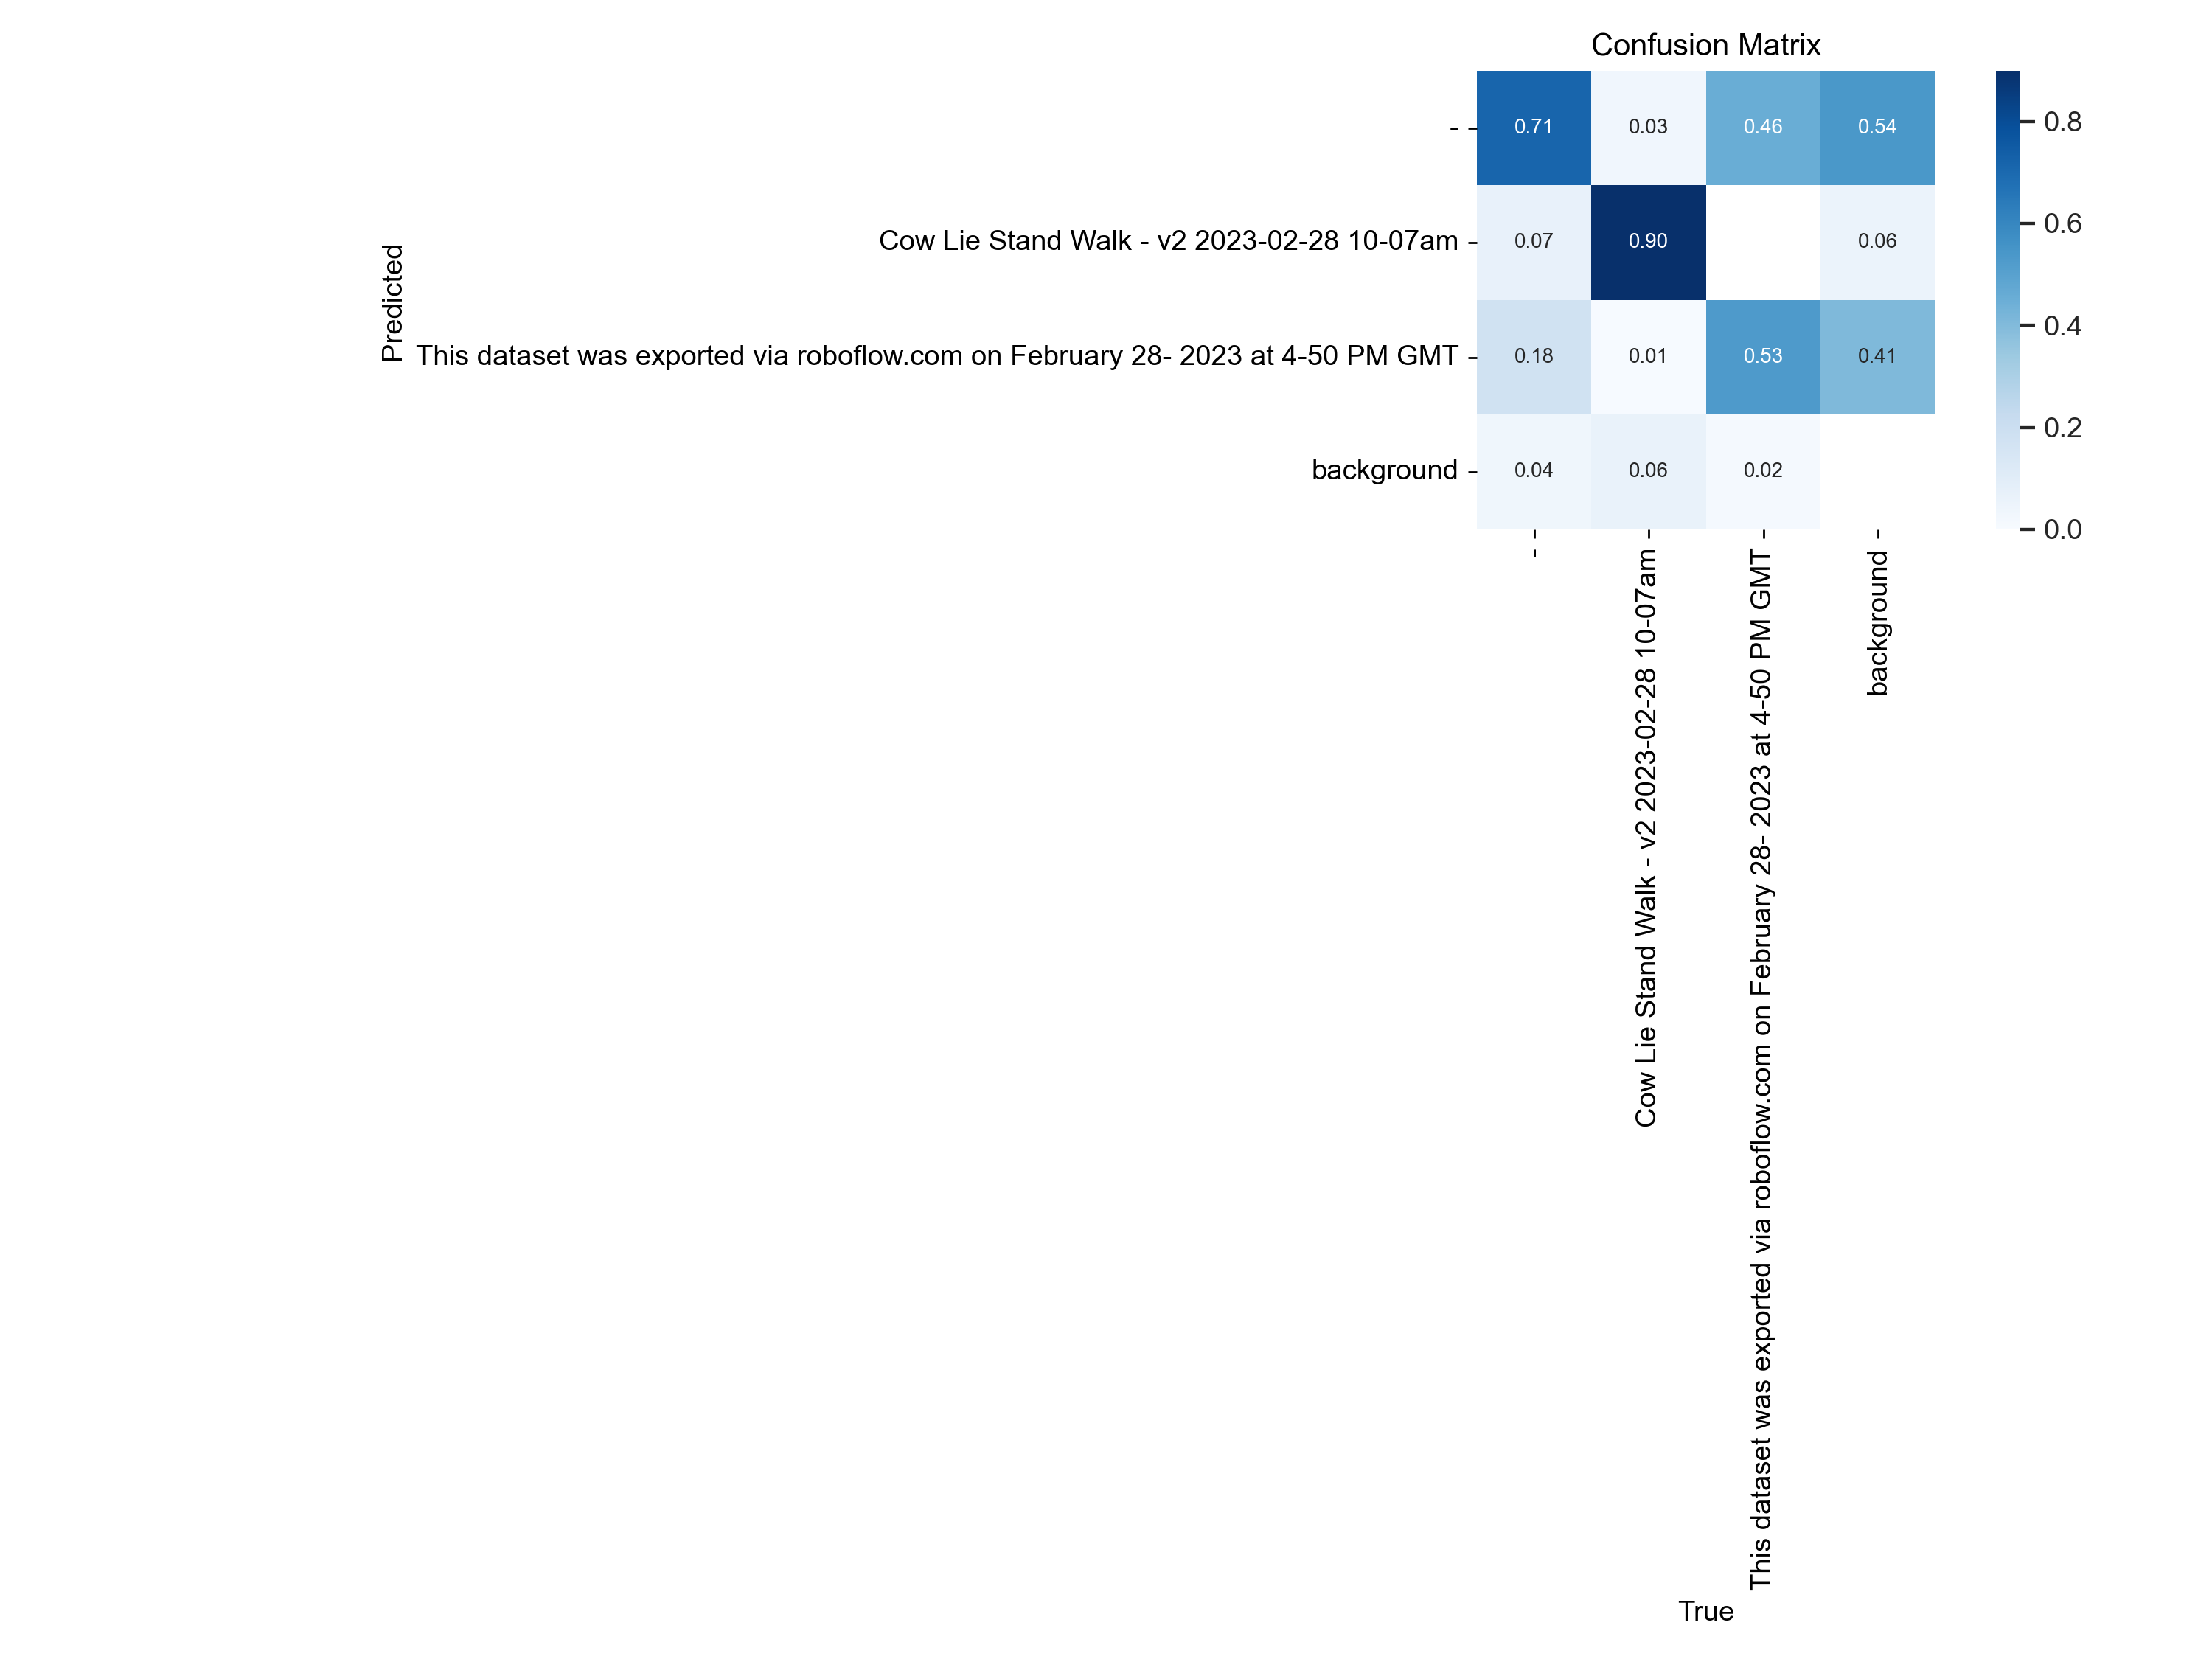 Confusion Matrix
Predicted
-
0.71 0.03 0.46 0.54
Cow Lie Stand Walk - v2 2023-02-28 10-07am
0.07 0.90 0.06
This dataset was exported via roboflow.com on February 28- 2023 at 4-50 PM GMT
0.18 0.01 0.53 0.41
background
0.04 0.06 0.02
0.8
0.6
0.4
0.2
0.0
-
Cow Lie Stand Walk - v2 2023-02-28 10-07am
This dataset was exported via roboflow.com on February 28- 2023 at 4-50 PM GMT
background
True